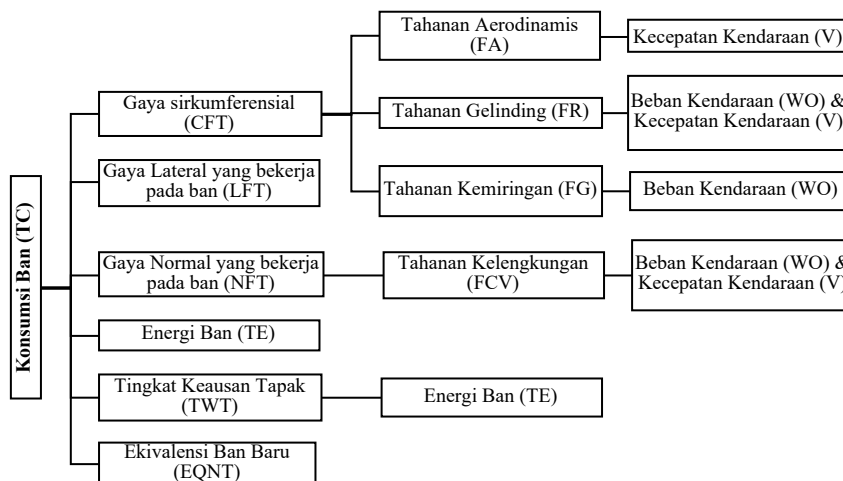 Konsumsi Ban (TC)
Gaya sirkumferensial
(CFT)
Tahanan Aerodinamis
(FA)
Kecepatan Kendaraan (V)
Tahanan Gelinding (FR)
Beban Kendaraan (WO) &
Kecepatan Kendaraan (V)
Tahanan Kemiringan (FG)
Beban Kendaraan (WO)
Gaya Lateral yang bekerja
pada ban (LFT)
Gaya Normal yang bekerja
pada ban (NFT)
Tahanan Kelengkungan
(FCV)
Beban Kendaraan (WO) &
Kecepatan Kendaraan (V)
Energi Ban (TE)
Tingkat Keausan Tapak
(TWT)
Energi Ban (TE)
Ekivalensi Ban Baru
(EQNT)